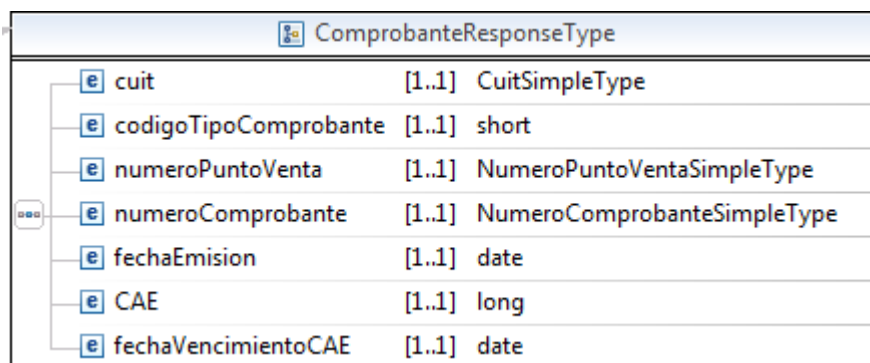 ComprobanteResponseType
e cuit [1..1] CuitSimpleType
e codigoTipoComprobante [1..1] short
e numeroPuntoVenta [1..1] NumeroPuntoVentaSimpleType
e numeroComprobante [1..1] NumeroComprobanteSimpleType
e fechaEmision [1..1] date
e CAE [1..1] long
e fechaVencimientoCAE [1..1] date